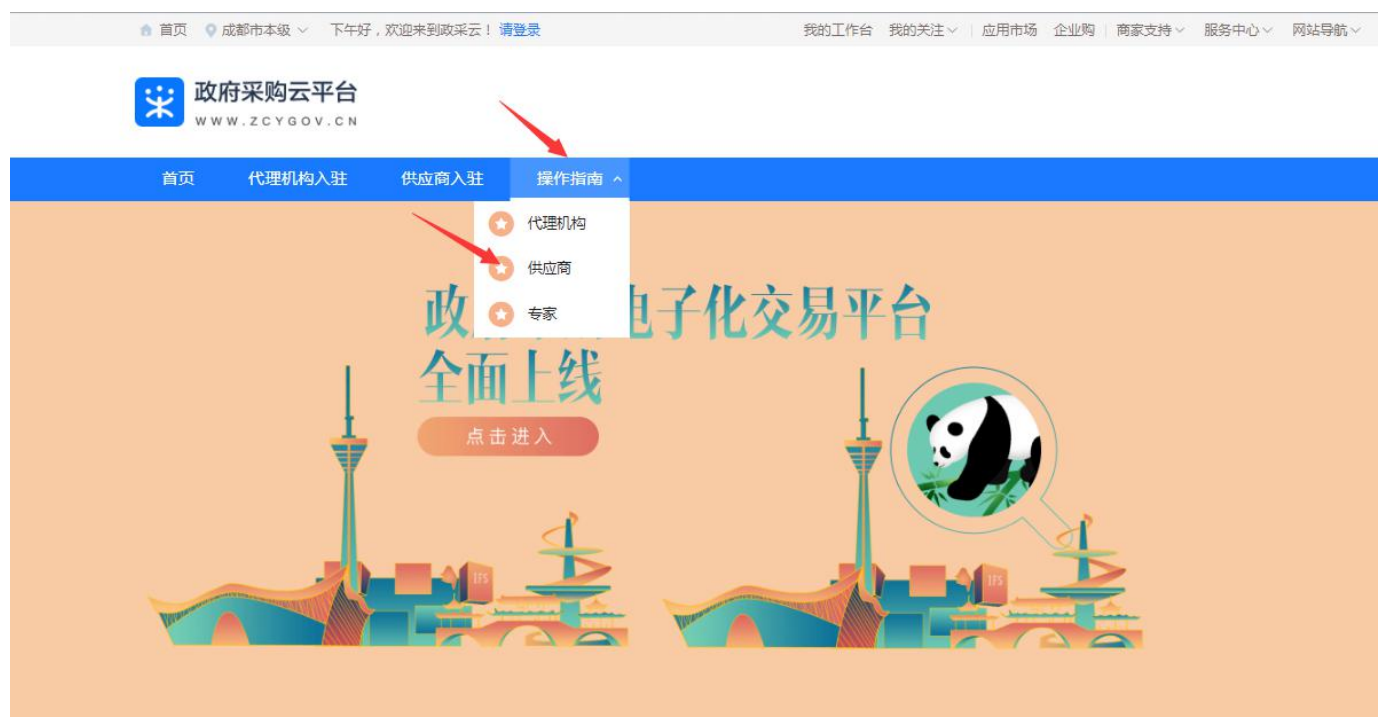 首页 成都市本级 下午好，欢迎来到政采云！请登录 我的工作台 我的关注 应用市场 企业购 商家支持 服务中心 网站导航
政府采购云平台
WWW.ZCYGOV.CN
首页 代理机构入驻 供应商入驻 操作指南
代理机构
供应商
专家
政 电子化交易平台
全面上线
点击进入
IFS IFS